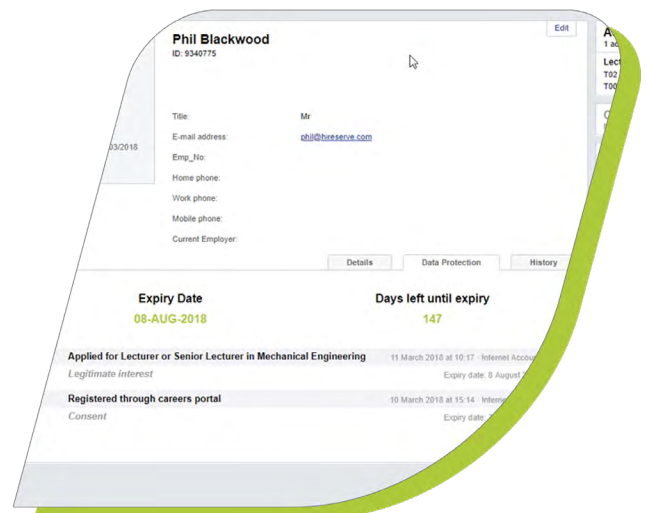 Edit
Phil Blackwood
ID: 9340775
1
Lect
T02
T00
Title: Mr
E-mail address: phil@hireserve.com
03/2018
Emp_No:
Home phone:
Work phone:
Mobile phone:
Current Employer:
Details Data Protection History
Expiry Date Days left until expiry
08-AUG-2018 147
Applied for Lecturer or Senior Lecturer in Mechanical Engineering 11 March 2018 at 10:17 - Internet
Legitimate interest Expiry date: 8 August
Registered through careers portal 10 March 2018 at 15:14 -
Consent Expiry date: